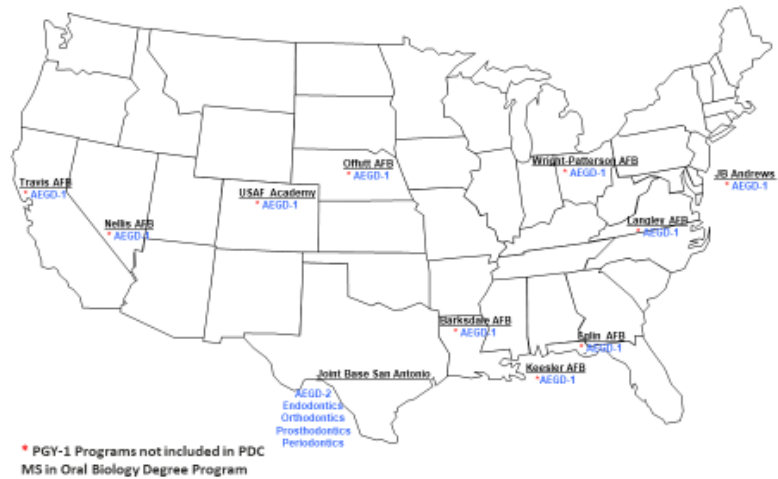 Offutt AFB
* AEGD-1
Wright-Patterson AFB
* AEGD-1
JB Andrews
* AEGD-1
Travis AFB
* AEGD-1
USAF Academy
* AEGD-1
Nellis AFB
* AEGD-1
Langley AFB
* AEGD-1
Barksdale AFB
* AEGD-1
Eglin AFB
* AEGD-1
Keesler AFB
*AEGD-1
Joint Base San Antonio
AEGD-2
Endodontics
Orthodontics
Prosthodontics
Periodontics
* PGY-1 Programs not included in PDC
MS in Oral Biology Degree Program